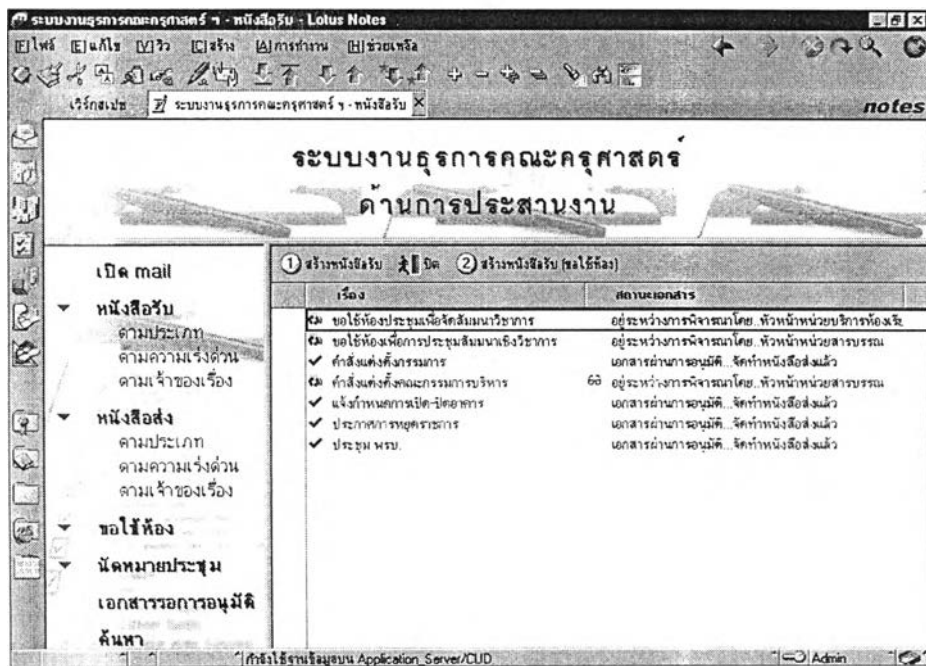 ระบบงานธุรการคณะครุศาสตร์ ฯ - หนังสือรับ - Lotus Notes
[F]ไฟล์ [E]แก้ไข [V]วิว [C]สร้าง [A]การทำงาน [H]ช่วยเหลือ
เวิร์กสเปซ ระบบงานธุรการคณะครุศาสตร์ ฯ - หนังสือรับ notes
ระบบงานธุรการคณะครุศาสตร์
ด้านการประสานงาน
เปิด mail
หนังสือรับ
ตามประเภท
ตามความเร่งด่วน
ตามเจ้าของเรื่อง
หนังสือส่ง
ตามประเภท
ตามความเร่งด่วน
ตามเจ้าของเรื่อง
ขอใช้ห้อง
นัดหมายประชุม
เอกสารรอการอนุมัติ
ค้นหา
1 สร้างหนังสือรับ ปิด 2 สร้างหนังสือรับ (ขอใช้ห้อง)
เรื่อง สถานะเอกสาร
ขอใช้ห้องประชุมเพื่อจัดสัมมนาวิชาการ อยู่ระหว่างการพิจารณาโดย..หัวหน้าหน่วยบริการห้องเรีย
ขอใช้ห้องเพื่อการประชุมสัมมนาเชิงวิชาการ อยู่ระหว่างการพิจารณาโดย..หัวหน้าหน่วยสารบรรณ
คำสั่งแต่งตั้งกรรมการ เอกสารผ่านการอนุมัติ...จัดทำหนังสือส่งแล้ว
คำสั่งแต่งตั้งคณะกรรมการบริหาร อยู่ระหว่างการพิจารณาโดย..หัวหน้าหน่วยสารบรรณ
แจ้งกำหนดการเปิด-ปิดอาคาร เอกสารผ่านการอนุมัติ...จัดทำหนังสือส่งแล้ว
ประกาศการหยุดราชการ เอกสารผ่านการอนุมัติ...จัดทำหนังสือส่งแล้ว
ประชุม พรบ. เอกสารผ่านการอนุมัติ...จัดทำหนังสือส่งแล้ว
กำลังใช้งานข้อมูลบน Application_Server/CUD Admin